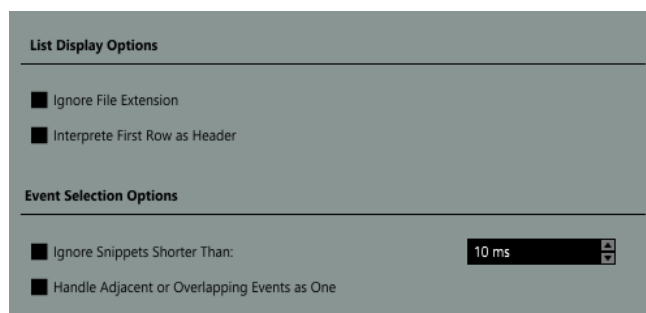 List Display Options
Ignore File Extension
Interprete First Row as Header
Event Selection Options
Ignore Snippets Shorter Than: 10 ms
Handle Adjacent or Overlapping Events as One